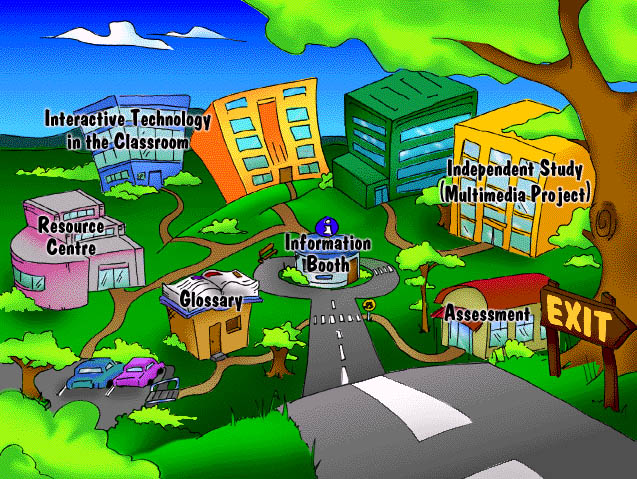 Interactive Technology
in the Classroom
Independent Study
(Multimedia Project)
Resource
Centre
i
Information
Booth
Glossary
Assessment
EXIT